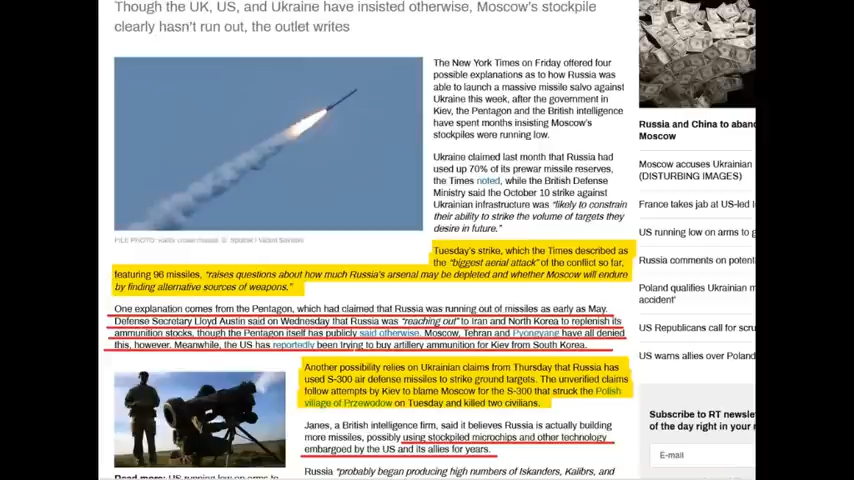 Though the UK, US, and Ukraine have insisted otherwise, Moscow's stockpile
clearly hasn't run out, the outlet writes
The New York Times on Friday offered four
possible explanations as to how Russia was
able to launch a massive missile salvo against
Ukraine this week, after the government in
Kiev, the Pentagon and the British intelligence
have spent months insisting Moscow's
stockpiles were running low.
Ukraine claimed last month that Russia had
used up 70% of its prewar missile reserves,
the Times noted, while the British Defense
Ministry said the October 10 strike against
Ukrainian infrastructure was "likely to constrain
their ability to strike the volume of targets they
desire in future."
FILE PHOTO:
Tuesday's strike, which the Times described as
the "biggest aerial attack" of the conflict so far,
featuring 96 missiles, "raises questions about how much Russia's arsenal may be depleted and whether Moscow will endure
by finding alternative sources of weapons."
One explanation comes from the Pentagon, which had claimed that Russia was running out of missiles as early as May.
Defense Secretary Lloyd Austin said on Wednesday that Russia was "reaching out" to Iran and North Korea to replenish its
ammunition stocks, though the Pentagon itself has publicly said otherwise. Moscow, Tehran and Pyongyang have all denied
this, however. Meanwhile, the US has reportedly been trying to buy artillery ammunition for Kiev from South Korea.
Another possibility relies on Ukrainian claims from Thursday that Russia has
used S-300 air defense missiles to strike ground targets. The unverified claims
follow attempts by Kiev to blame Moscow for the S-300 that struck the Polish
village of Przewodow on Tuesday and killed two civilians.
Janes, a British intelligence firm, said it believes Russia is actually building
more missiles, possibly using stockpiled microchips and other technology
embargoed by the US and its allies for years.
Russia "probably began producing high numbers of Iskanders, Kalibrs, and
Read more: US running low on arms to
Russia and China to aban
Moscow
Moscow accuses Ukrainian
(DISTURBING IMAGES)
France takes jab at US-led
US running low on arms to g
Russia comments on potent
Poland qualifies Ukrainian m
accident'
US Republicans call for scru
US warns allies over Poland
Subscribe to RT newsle
of the day right in your
E-mail